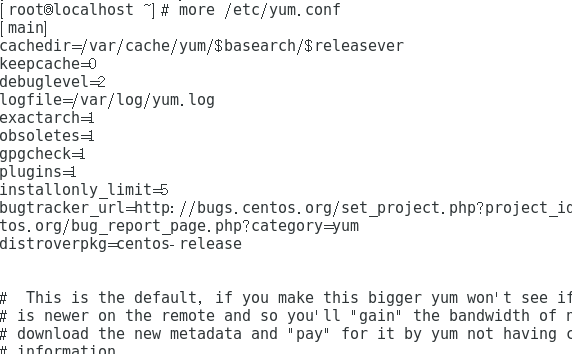 [root@localhost ~]# more /etc/yum.conf
[main]
cachedir=/var/cache/yum/$basearch/$releasever
keepcache=0
debuglevel=2
logfile=/var/log/yum.log
exactarch=1
obsoletes=1
gpgcheck=1
plugins=1
installonly_limit=5
bugtracker_url=http://bugs.centos.org/set_project.php?project_id
tos.org/bug_report_page.php?category=yum
distroverpkg=centos-release
#  This is the default, if you make this bigger yum won't see if
# is newer on the remote and so you'll "gain" the bandwidth of n
# download the new metadata and "pay" for it by yum not having c
# information